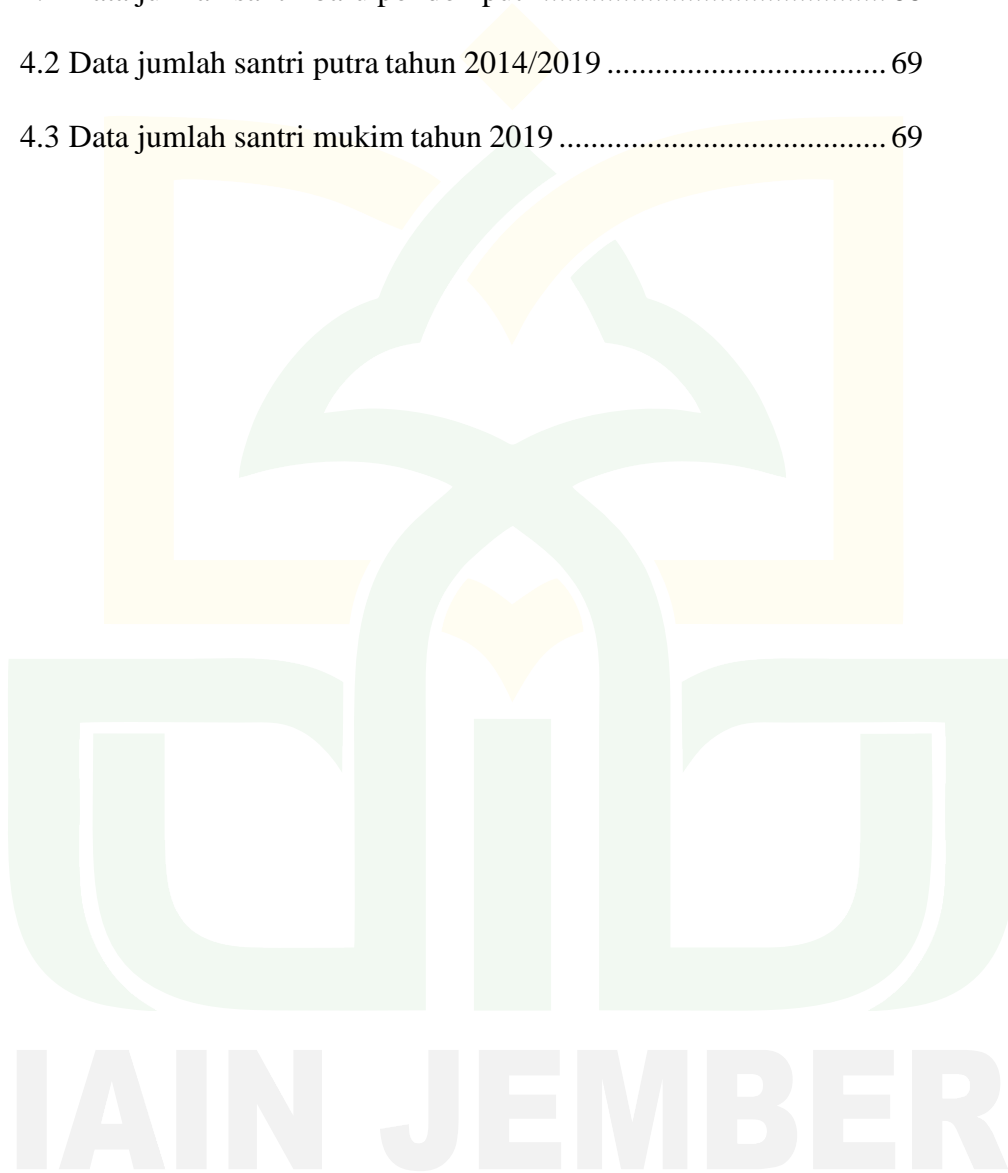 4.2 Data jumlah santri putra tahun 2014/2019 ................................... 69
4.3 Data jumlah santri mukim tahun 2019 ......................................... 69
IAIN JEMBER